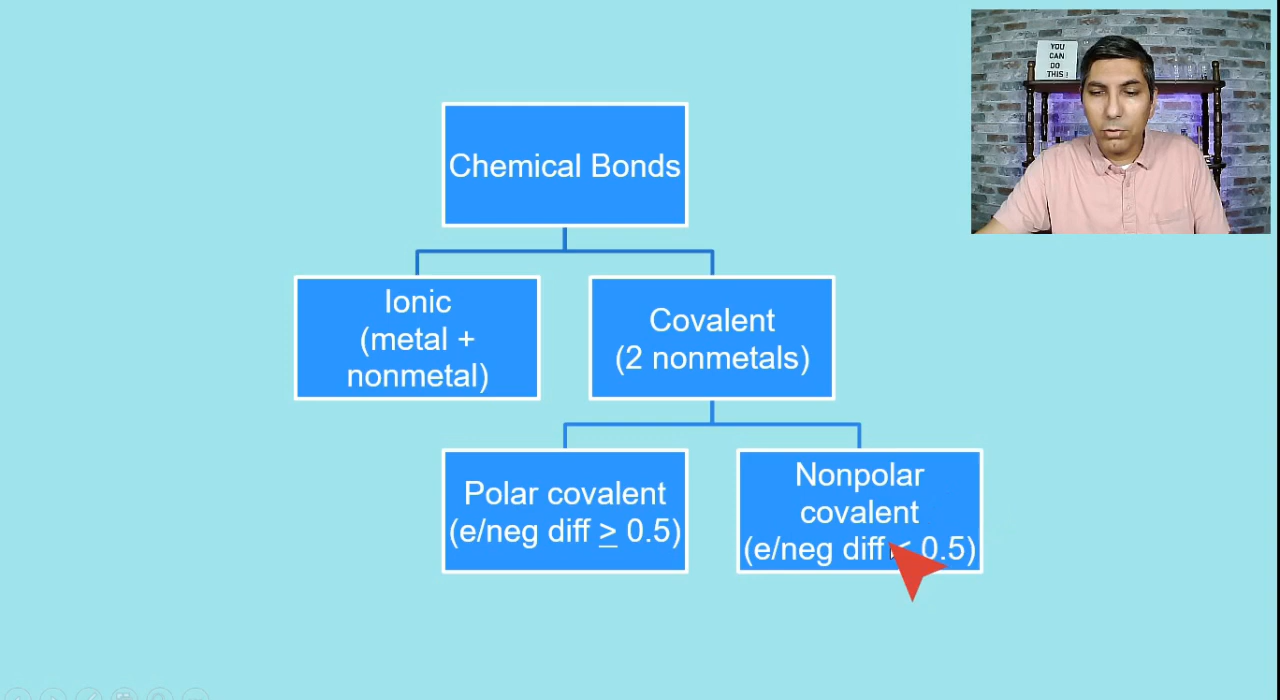 YOU
CAN
DO
THIS !
Chemical Bonds
Ionic
(metal +
nonmetal)
Covalent
(2 nonmetals)
Polar covalent
(e/neg diff > 0.5)
Nonpolar
covalent
(e/neg diff < 0.5)